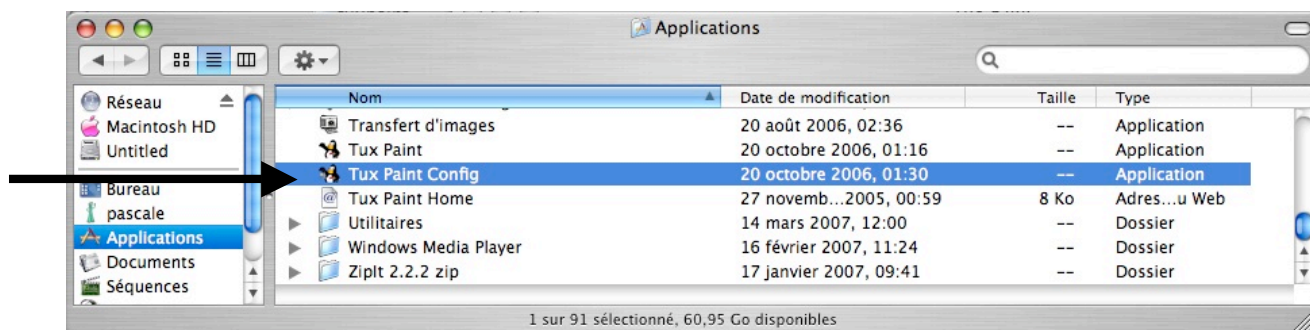 Applications
Nom Date de modification Taille Type
Transfert d'images 20 août 2006, 02:36 -- Application
Tux Paint 20 octobre 2006, 01:16 -- Application
Tux Paint Config 20 octobre 2006, 01:30 -- Application
Tux Paint Home 27 novemb...2005, 00:59 8 Ko Adres...u Web
Utilitaires 14 mars 2007, 12:00 -- Dossier
Windows Media Player 16 février 2007, 11:24 -- Dossier
ZipIt 2.2.2 zip 17 janvier 2007, 09:41 -- Dossier
Réseau
Macintosh HD
Untitled
Bureau
pascale
Applications
Documents
Séquences
1 sur 91 sélectionné, 60,95 Go disponibles